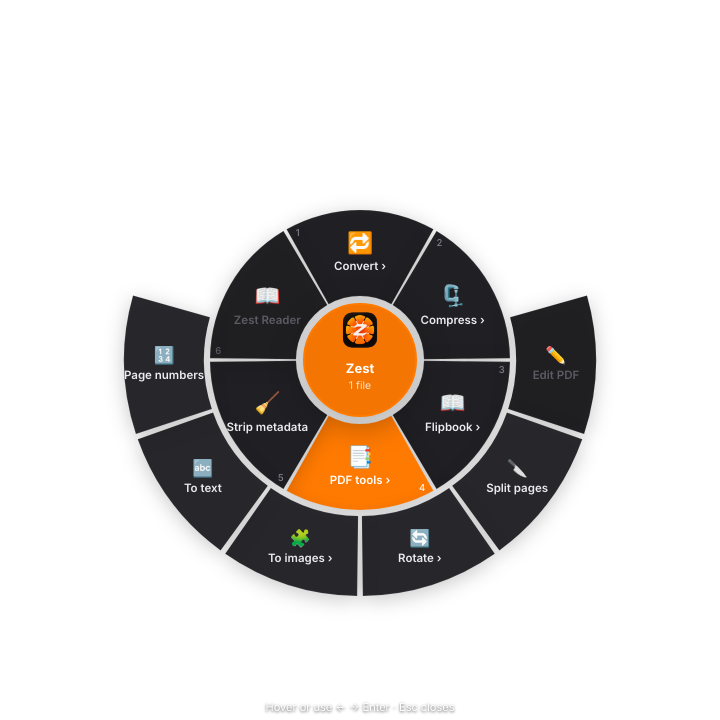 1
Convert ›
2
Compress ›
Zest Reader
6
3
Zest
1 file
Page numbers
Edit PDF
Strip metadata
Flipbook ›
5
PDF tools ›
4
To text
Split pages
To images ›
Rotate ›
Hover or use ← → Enter · Esc closes